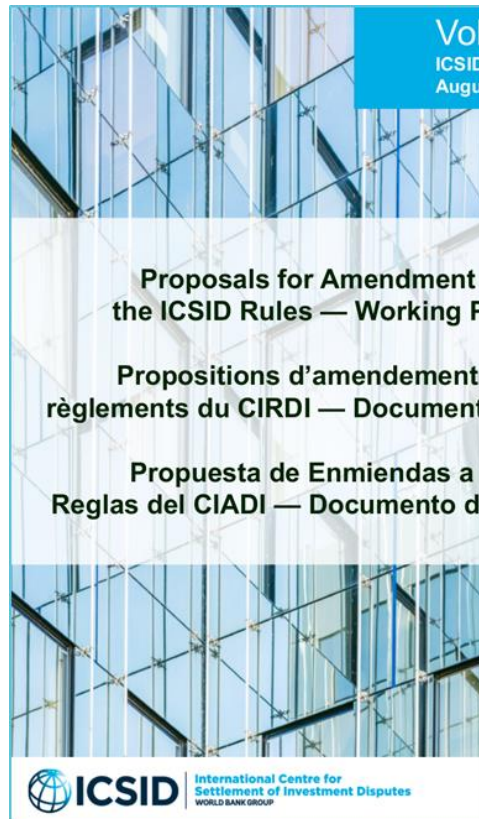 Vol
ICSID
Augu
Proposals for Amendment
the ICSID Rules — Working P
Propositions d’amendement
règlements du CIRDI — Document
Propuesta de Enmiendas a
Reglas del CIADI — Documento d
ICSID
International Centre for
Settlement of Investment Disputes
WORLD BANK GROUP